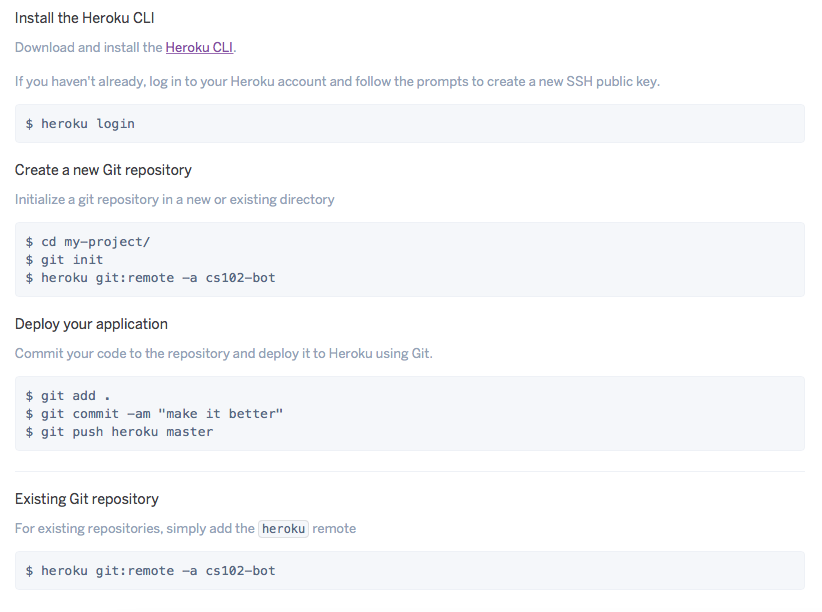 Install the Heroku CLI
Download and install the Heroku CLI.
If you haven't already, log in to your Heroku account and follow the prompts to create a new SSH public key.
$ heroku login
Create a new Git repository
Initialize a git repository in a new or existing directory
$ cd my-project/
$ git init
$ heroku git:remote -a cs102-bot
Deploy your application
Commit your code to the repository and deploy it to Heroku using Git.
$ git add .
$ git commit -am "make it better"
$ git push heroku master
Existing Git repository
For existing repositories, simply add the heroku remote
$ heroku git:remote -a cs102-bot